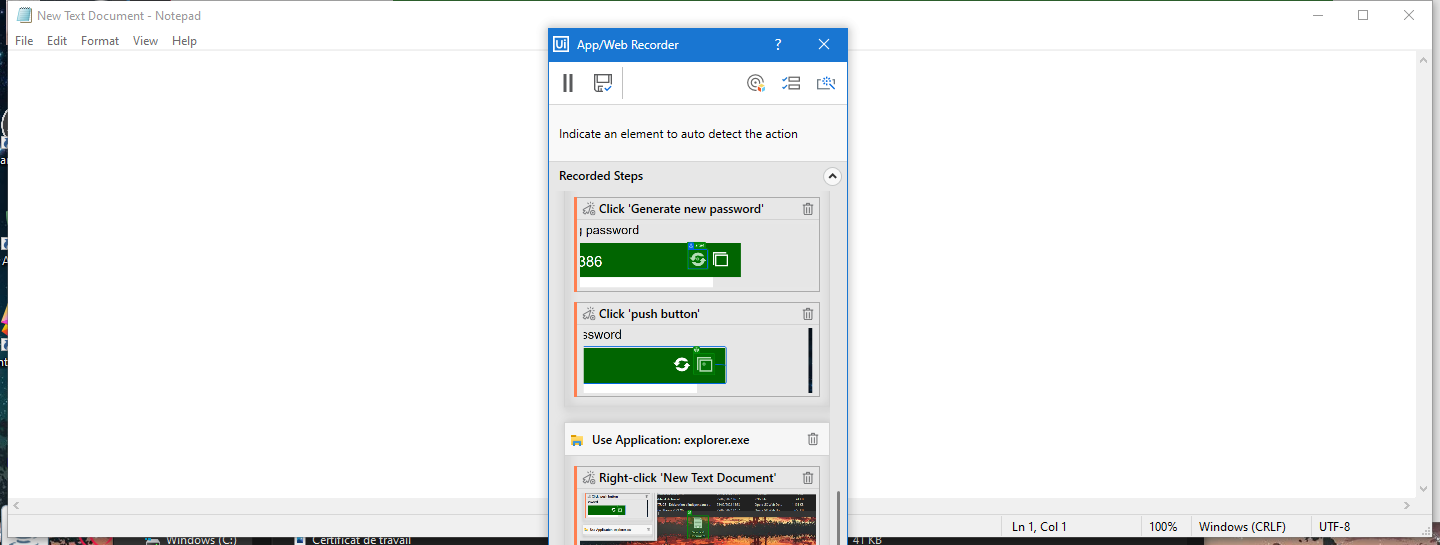 New Text Document - Notepad
File Edit Format View Help
Ui App/Web Recorder ?
Indicate an element to auto detect the action
Recorded Steps
Click 'Generate new password'
password
386
Click 'push button'
ssword
Use Application: explorer.exe
Right-click 'New Text Document'
Ln 1, Col 1 100% Windows (CRLF) UTF-8
Windows (C:) Certificat de travail 41 KB